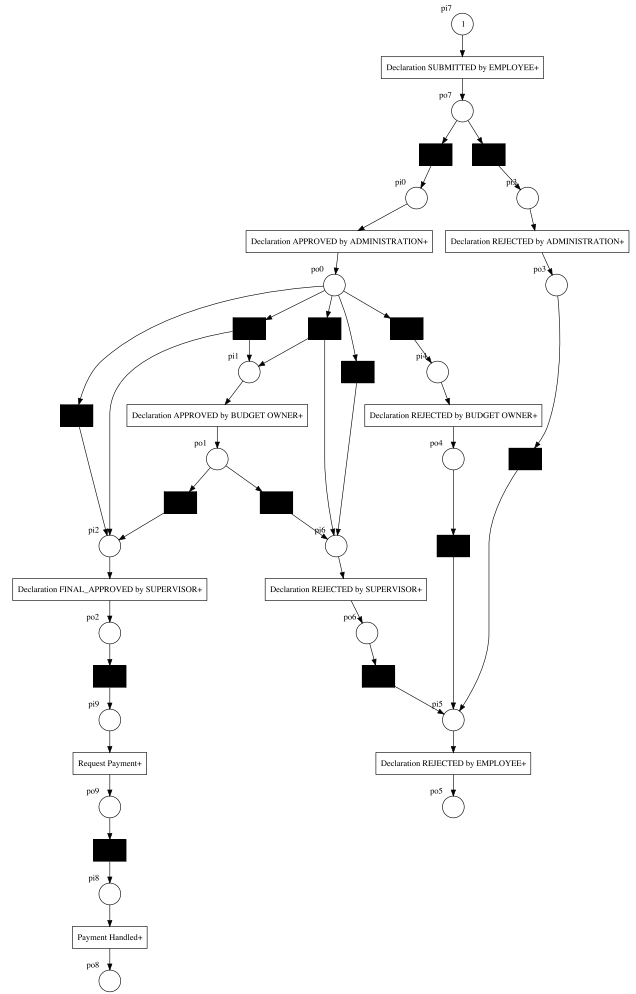 pi7
1
Declaration SUBMITTED by EMPLOYEE+
po7
pi0
pi3
Declaration APPROVED by ADMINISTRATION+
Declaration REJECTED by ADMINISTRATION+
po0
po3
pi1
pi4
Declaration APPROVED by BUDGET OWNER+
Declaration REJECTED by BUDGET OWNER+
po1
po4
pi2
pi6
Declaration FINAL_APPROVED by SUPERVISOR+
Declaration REJECTED by SUPERVISOR+
po2
po6
pi9
pi5
Request Payment+
Declaration REJECTED by EMPLOYEE+
po9
po5
pi8
Payment Handled+
po8